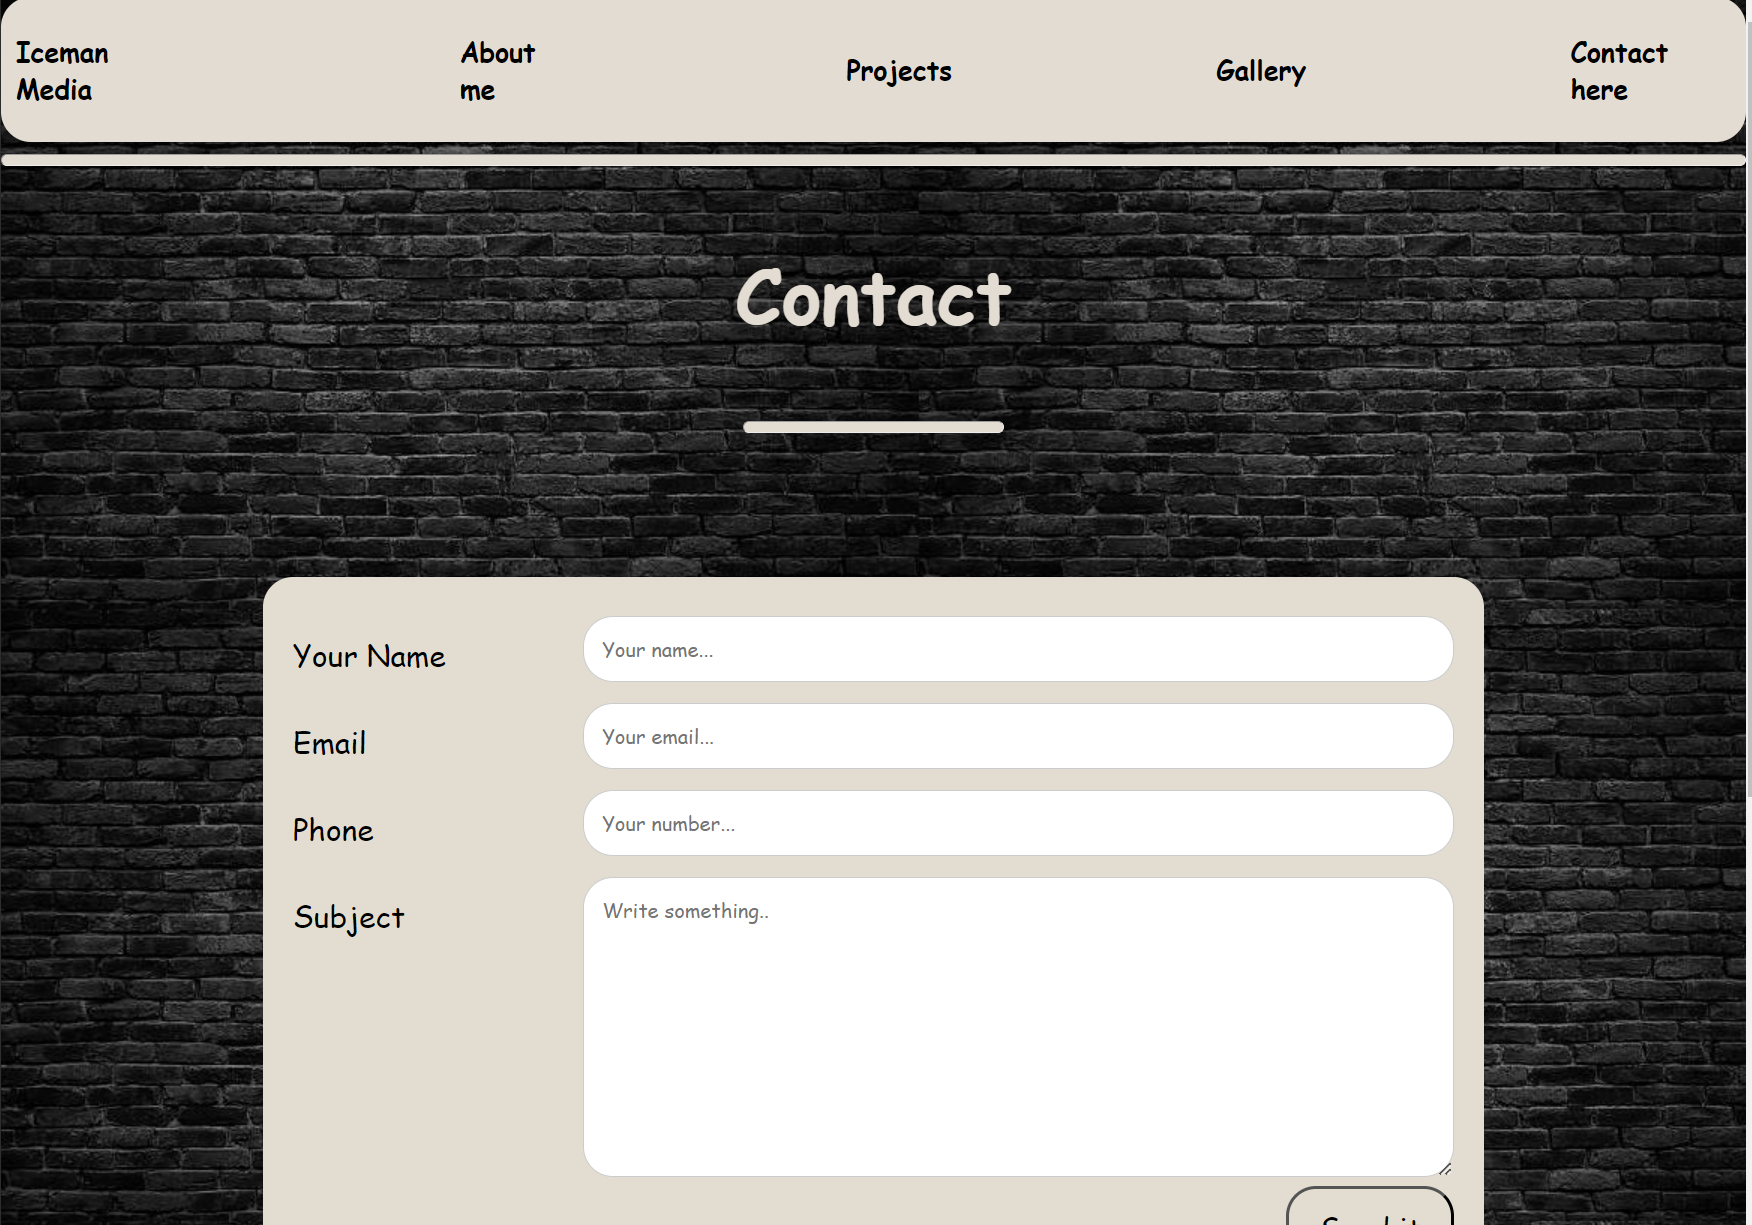 Iceman
Media
About
me
Projects
Gallery
Contact
here
Contact
Your Name
Your name...
Email
Your email...
Phone
Your number...
Subject
Write something..